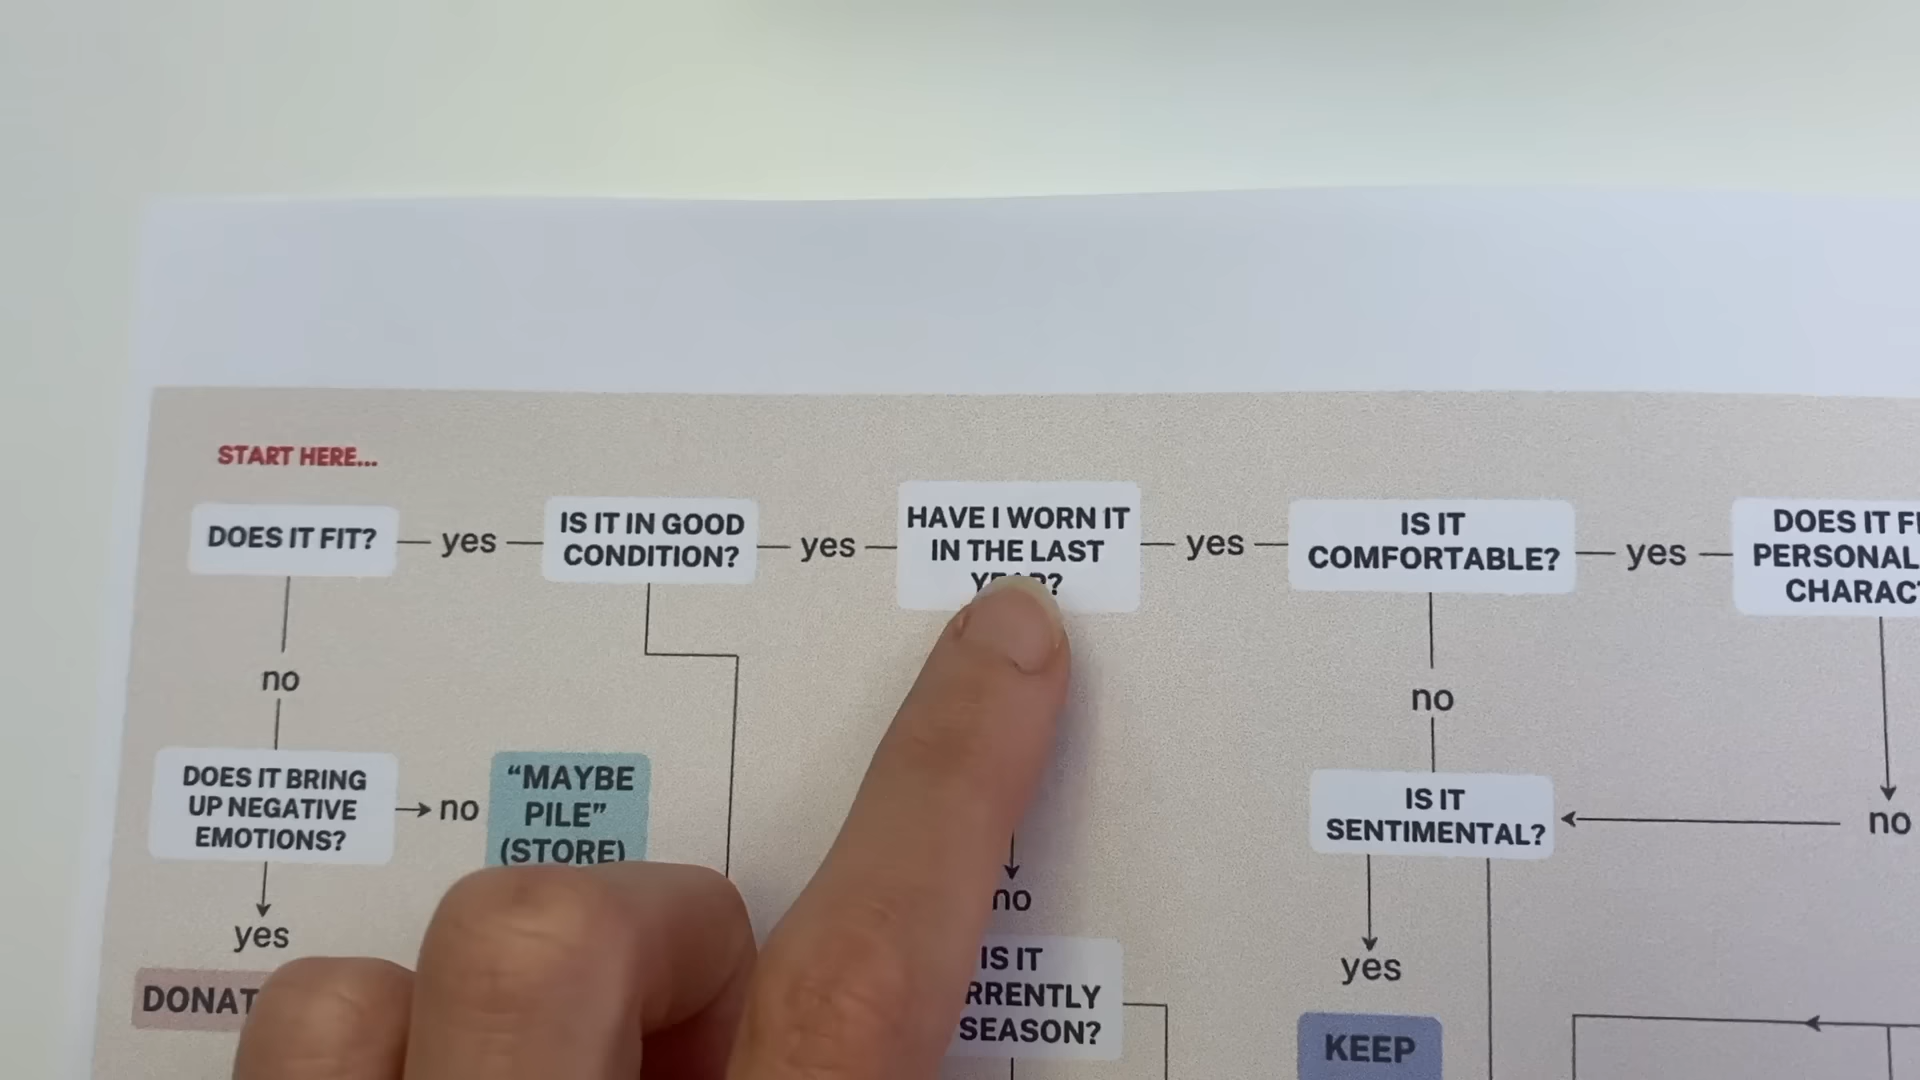 START HERE...
DOES IT FIT?
yes
IS IT IN GOOD
CONDITION?
yes
HAVE I WORN IT
IN THE LAST
YEAR?
yes
IS IT
COMFORTABLE?
yes
DOES IT
PERSONAL
no
no
DOES IT BRING
UP NEGATIVE
EMOTIONS?
no
“MAYBE
PILE”
(STORE)
IS IT
SENTIMENTAL?
no
yes
no
yes
IS IT
SEASON?
KEEP